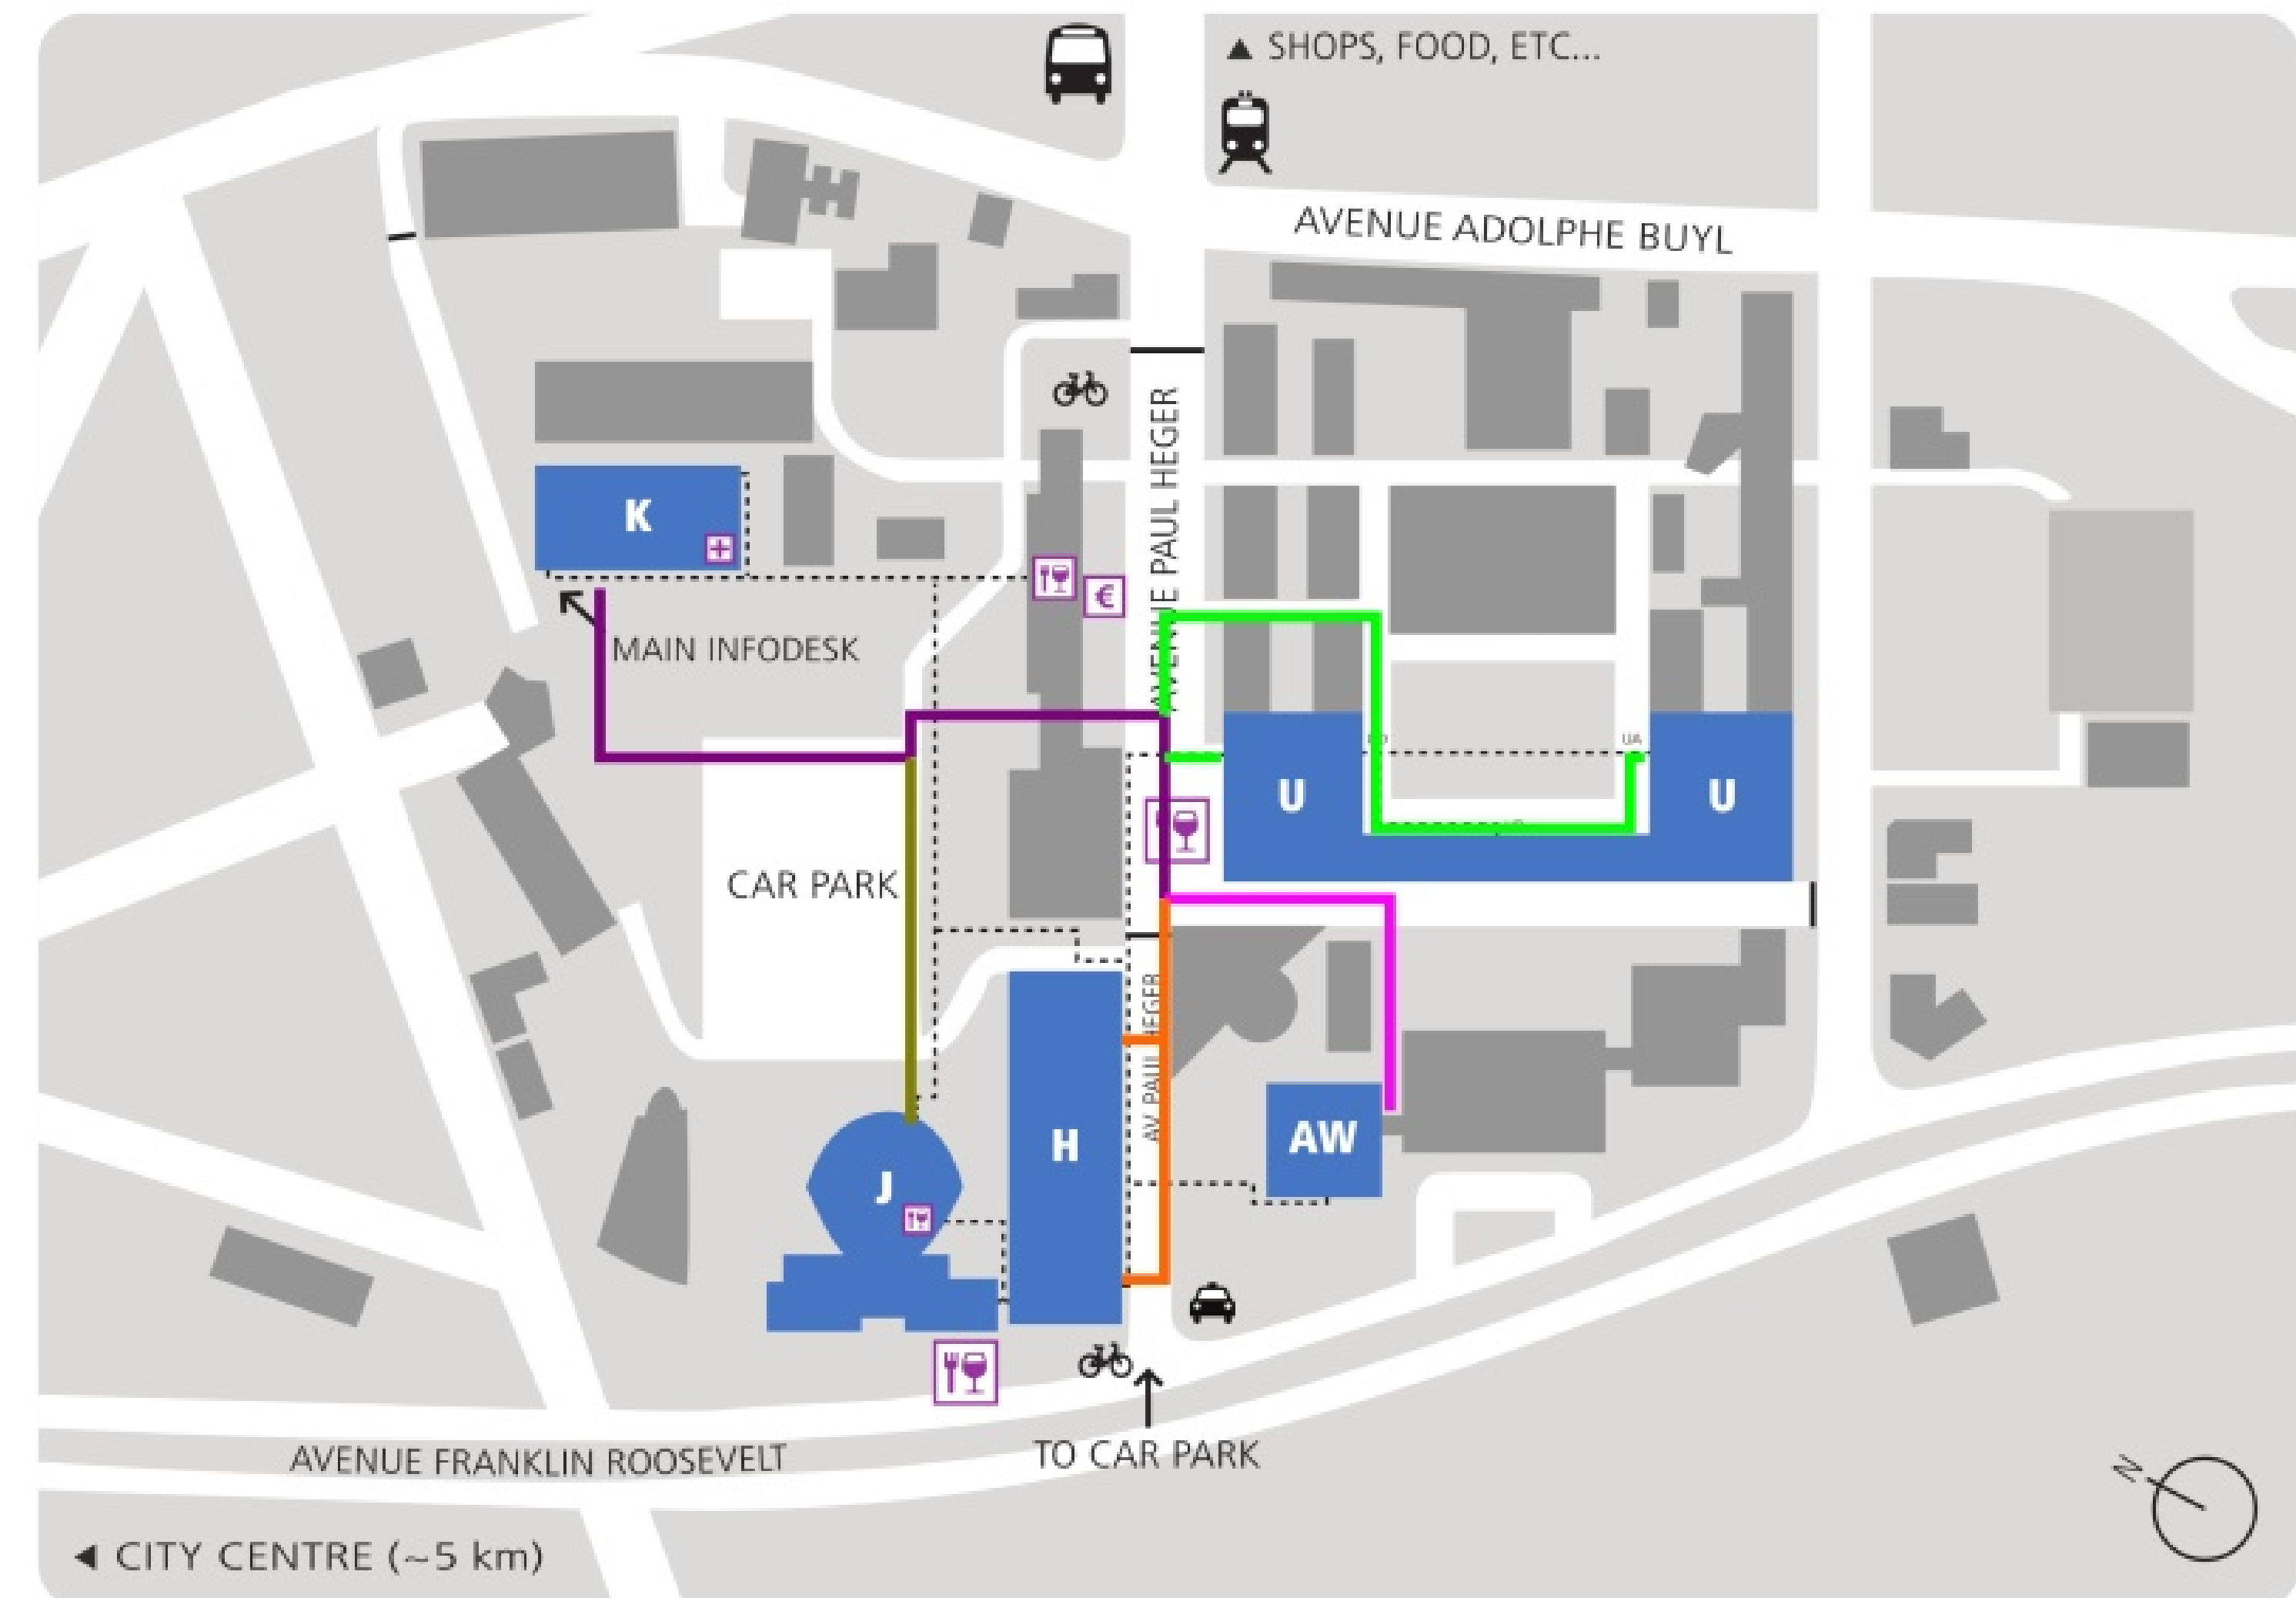 ▲ SHOPS, FOOD, ETC...
AVENUE ADOLPHE BUYL
AVENUE PAUL HEGER
K
€
MAIN INFODESK
UA
U
U
CAR PARK
AV PAUL HEGER
H
AW
J
TO CAR PARK
AVENUE FRANKLIN ROOSEVELT
N
◄ CITY CENTRE (~5 km)